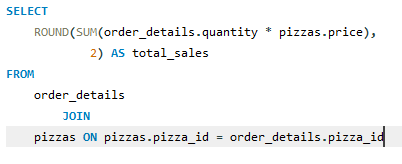 SELECT
ROUND(SUM(order_details.quantity * pizzas.price),
2) AS total_sales
FROM
order_details
JOIN
pizzas ON pizzas.pizza_id = order_details.pizza_id